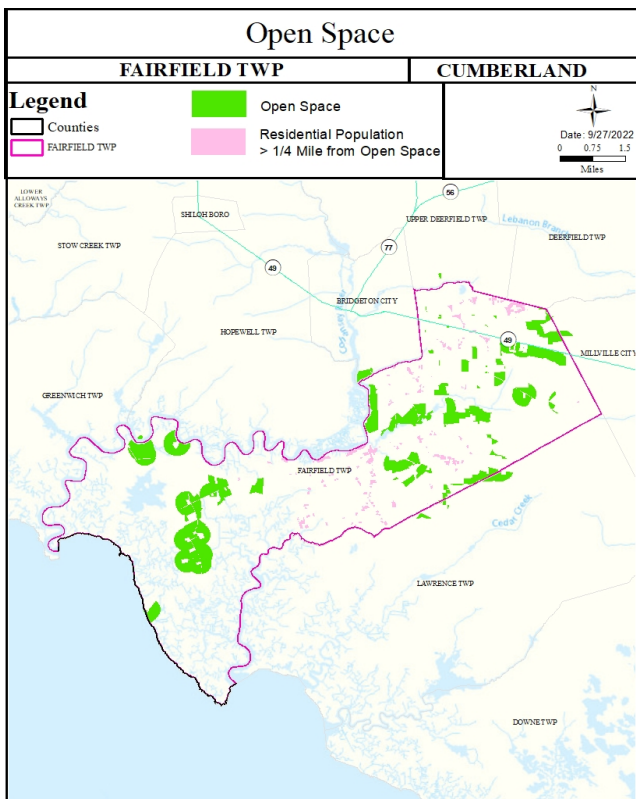 Open Space
FAIRFIELD TWP
CUMBERLAND
Legend
Counties
FAIRFIELD TWP
Open Space
Residential Population
> 1/4 Mile from Open Space
N
Date: 9/27/2022
0 0.75 1.5
Miles
LOWER
ALLOWAYS
CREEK TWP
SHILOH BORO
56
UPPER DEERFIELD TWP
Lebanon Branch
DEERFIELD TWP
STOW CREEK TWP
77
49
BRIDGETON CITY
HOPEWELL TWP
49
MILLVILLE CITY
GREENWICH TWP
FAIRFIELD TWP
Cedar Creek
LAWRENCE TWP
DOWNE TWP